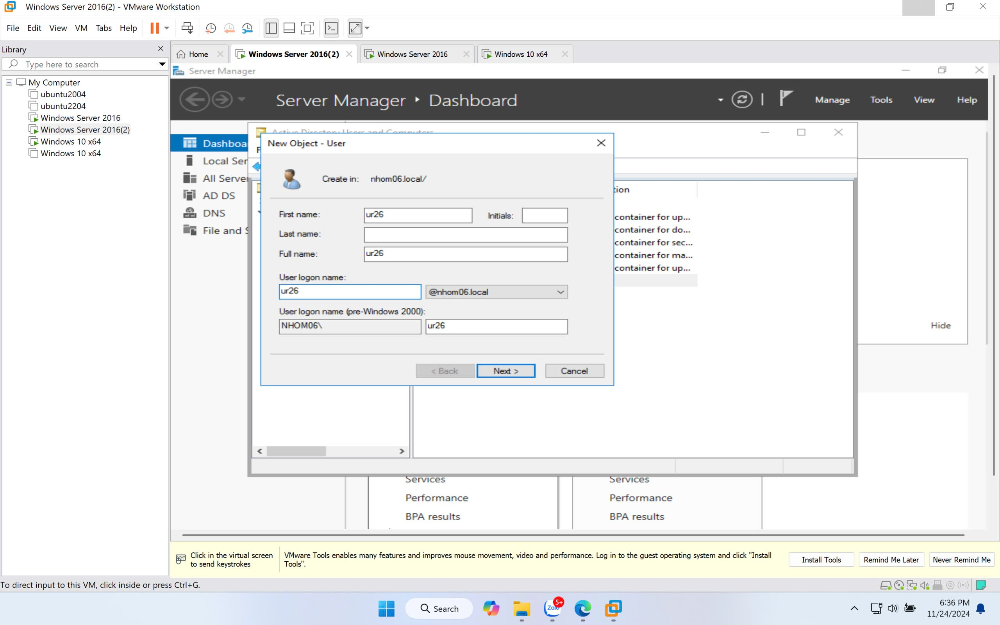 Windows Server 2016(2) - VMware Workstation
File Edit View VM Tabs Help
Library
Type here to search
My Computer
ubuntu2004
ubuntu2204
Windows Server 2016
Windows Server 2016(2)
Windows 10 x64
Windows 10 x64
Home
Windows Server 2016(2)
Windows Server 2016
Windows 10 x64
Server Manager
Server Manager ‣ Dashboard
Manage Tools View Help
Dashboa
Local Ser
All Server
AD DS
DNS
File and S
Active Directory Users and Computers
F
New Object - User
Create in: nhom06.local/
First name: ur26 Initials:
Last name:
Full name: ur26
User logon name:
ur26 @nhom06.local
User logon name (pre-Windows 2000):
NHOM06\ ur26
< Back Next > Cancel
tion
container for up...
container for do...
container for sec...
container for ma...
container for up...
Hide
Services
Performance
BPA results
Services
Performance
BPA results
Click in the virtual screen
to send keystrokes
VMware Tools enables many features and improves mouse movement, video and performance. Log in to the guest operating system and click "Install
Tools".
Install Tools
Remind Me Later
Never Remind Me
To direct input to this VM, click inside or press Ctrl+G.
Search
Zalo
5+
6:36 PM
11/24/2024